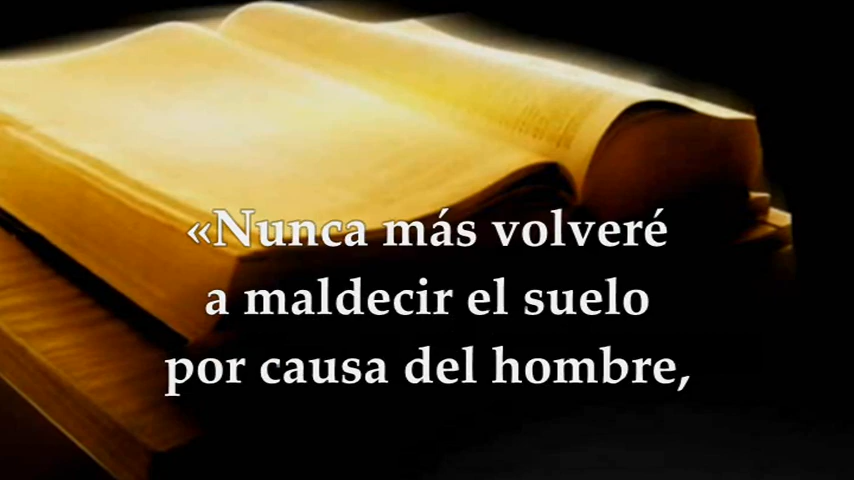 «Nunca más volveré
a maldecir el suelo
por causa del hombre,